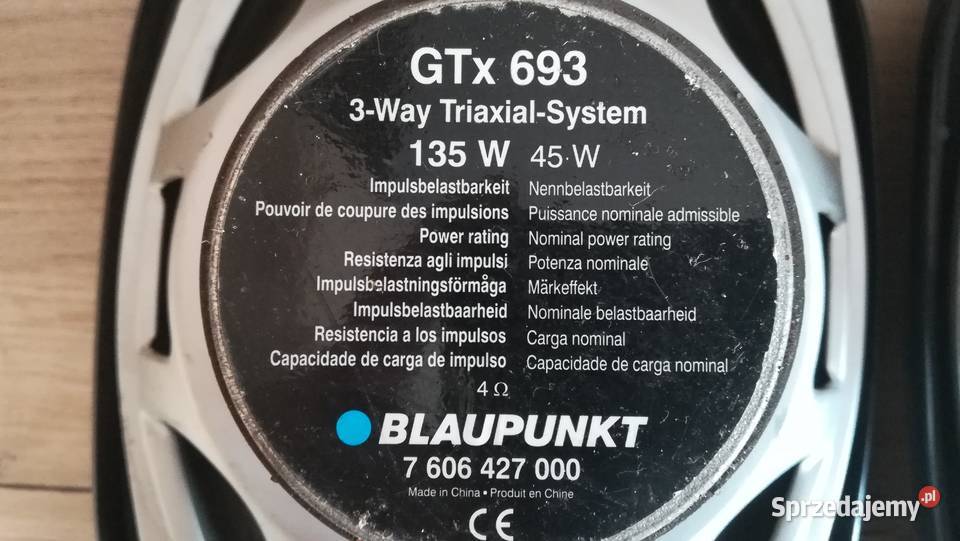 GTx 693
3-Way Triaxial-System
135 W 45 W
Impulsbelastbarkeit Nennbelastbarkeit
Pouvoir de coupure des impulsions Puissance nominale admissible
Power rating Nominal power rating
Resistenza agli impulsi Potenza nominale
Impulsbelastningsförmåga Märkeffekt
Impulsbelastbaarheid Nominale belastbaarheid
Resistencia a los impulsos Carga nominal
Capacidade de carga de impulso Capacidade de carga nominal
4 Ω
BLAUPUNKT
7 606 427 000
Made in China • Produit en Chine
CE
Sprzedajemy.pl